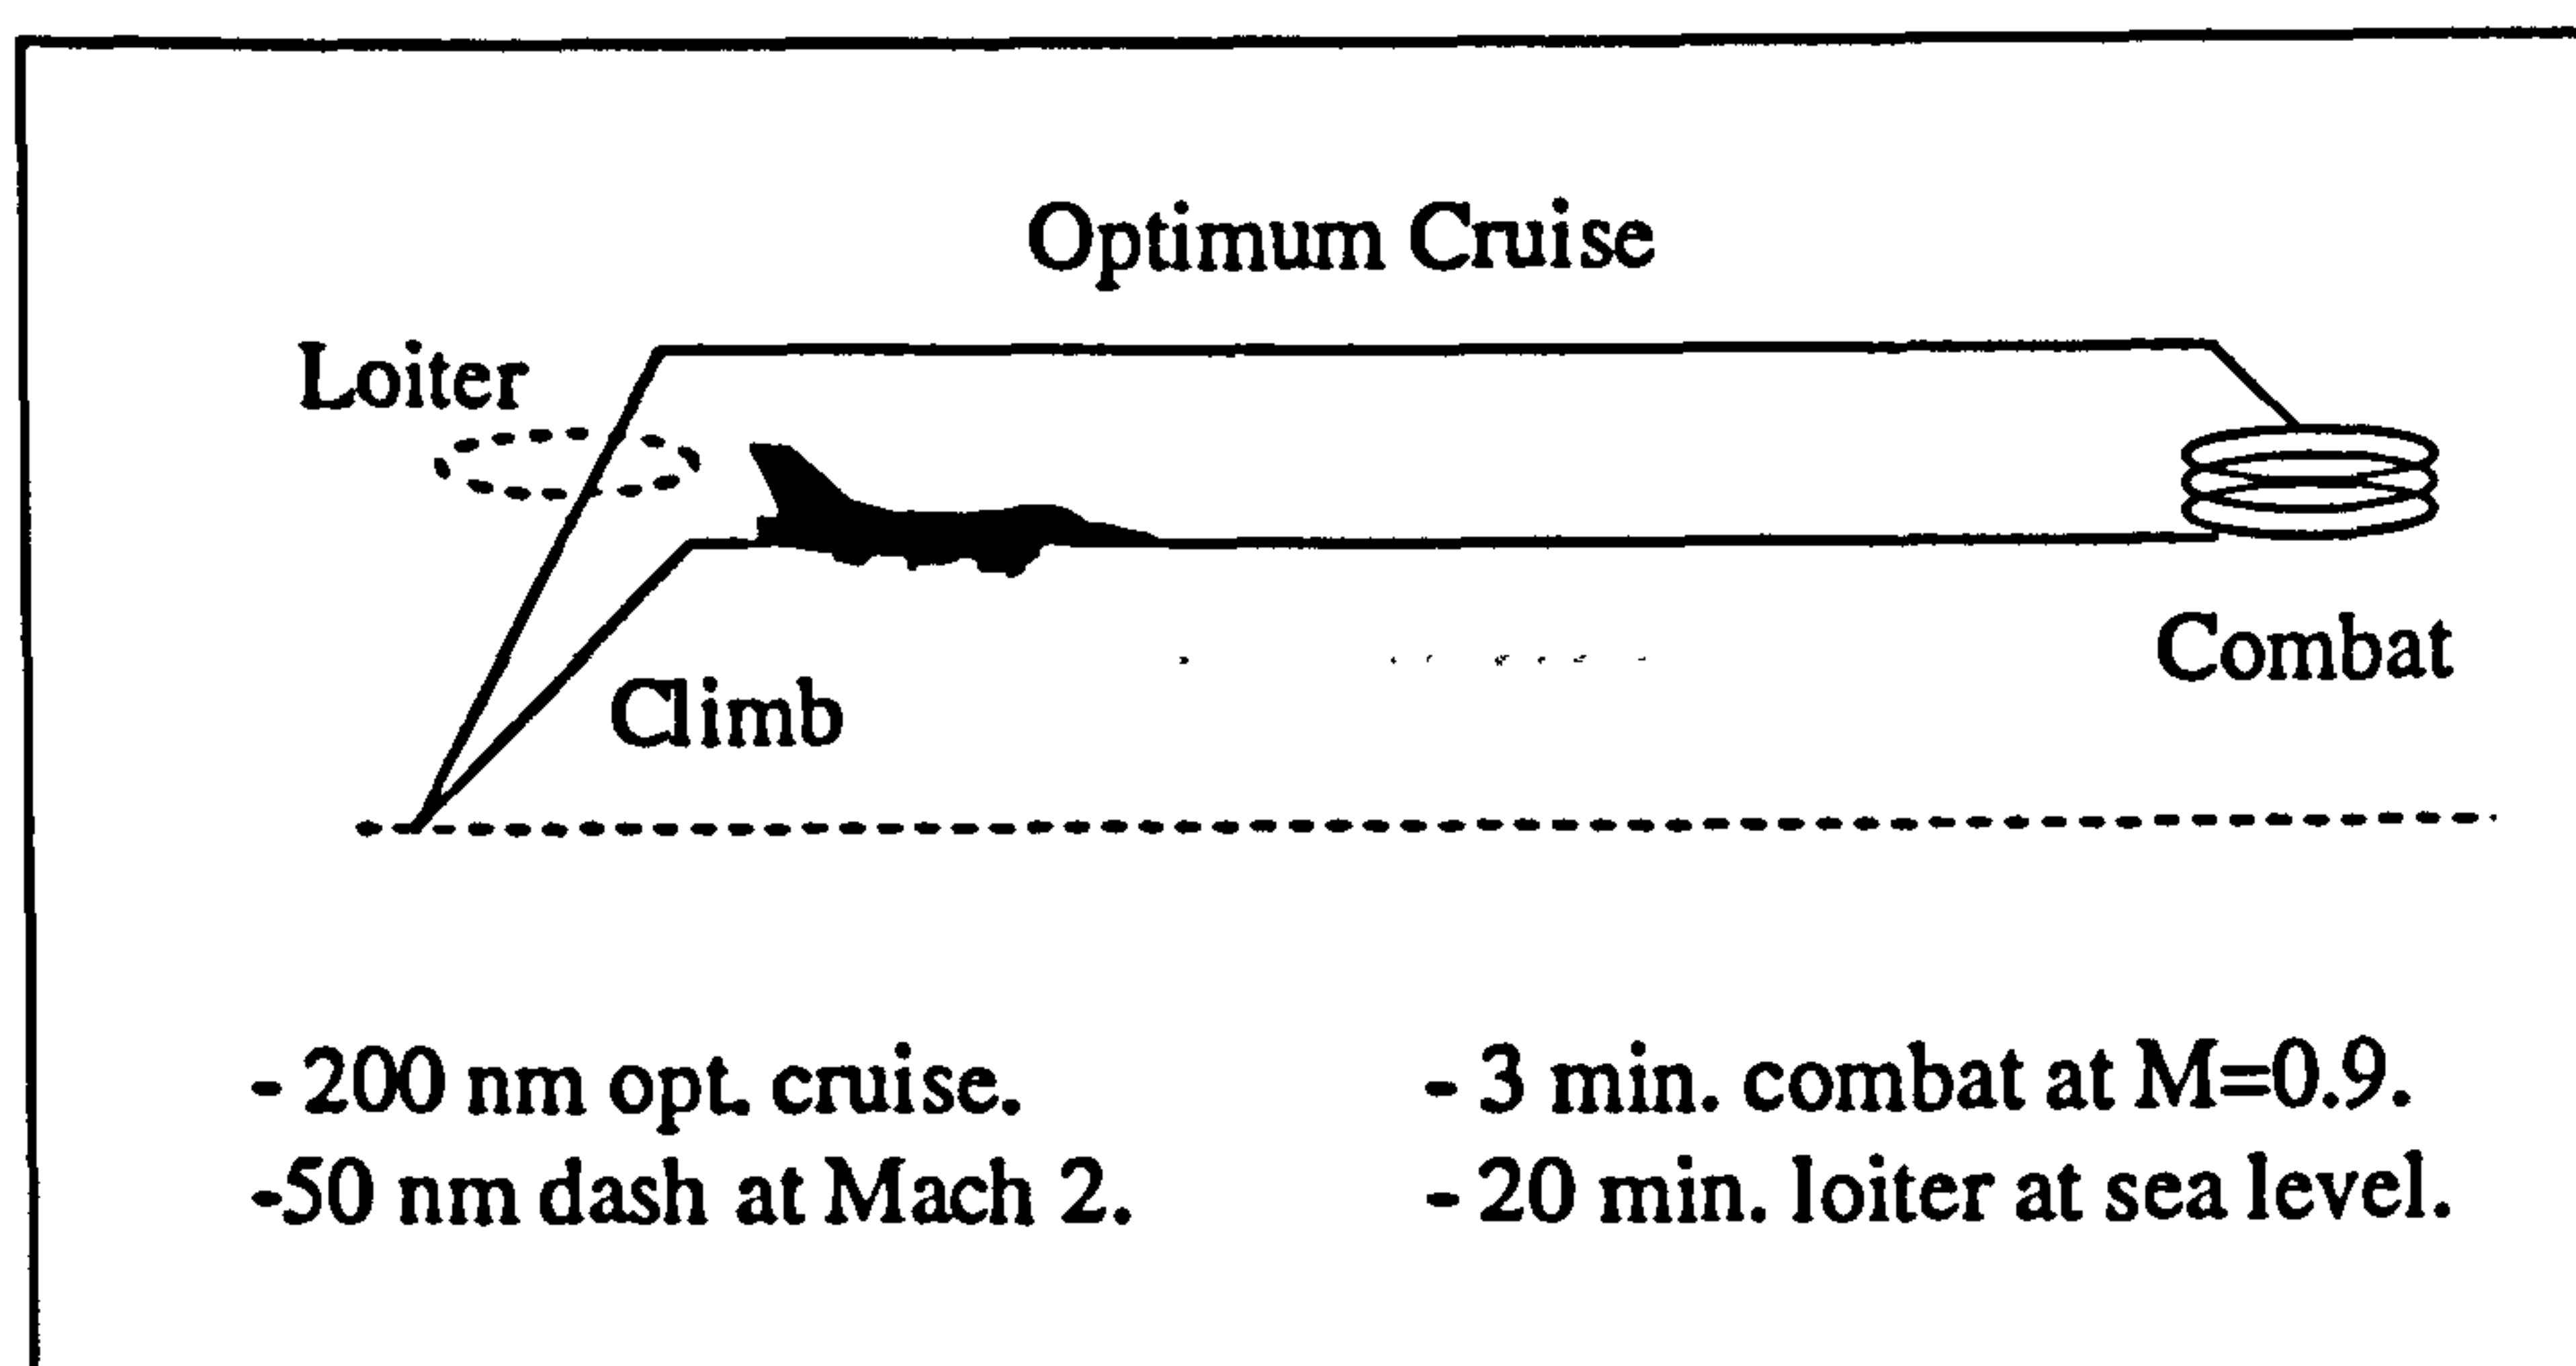 Optimum Cruise
Loiter
Climb
Combat
- 200 nm opt. cruise.
-50 nm dash at Mach 2.
- 3 min. combat at M=0.9.
- 20 min. loiter at sea level.